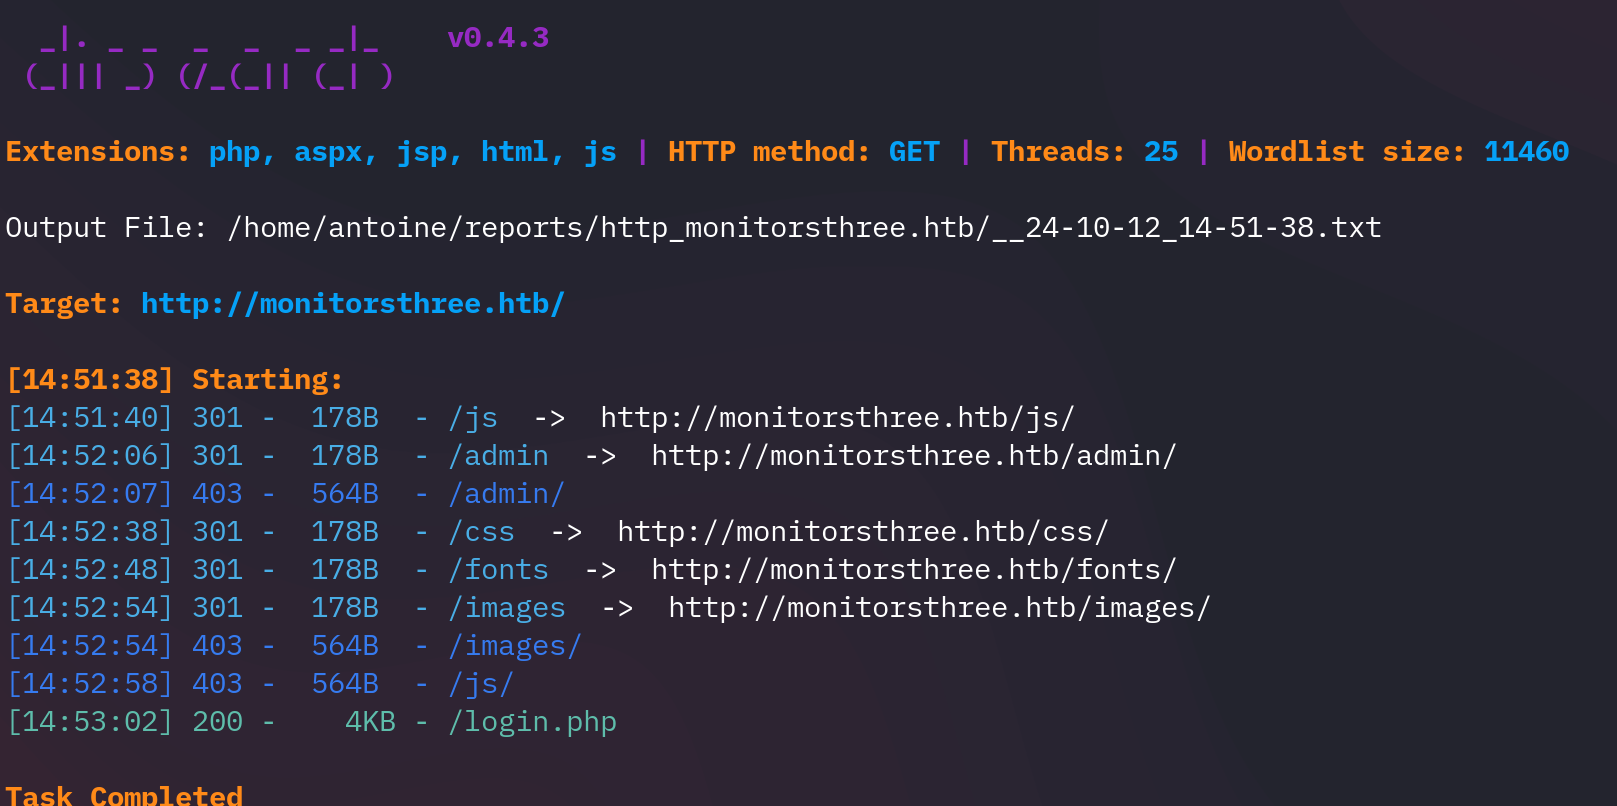 _|. _ _  _  _  _ _|_    v0.4.3
(_||| _) (/_(_|| (_| )
Extensions: php, aspx, jsp, html, js | HTTP method: GET | Threads: 25 | Wordlist size: 11460
Output File: /home/antoine/reports/http_monitorsthree.htb/__24-10-12_14-51-38.txt
Target: http://monitorsthree.htb/
[14:51:38] Starting:
[14:51:40] 301 -  178B  - /js  ->  http://monitorsthree.htb/js/
[14:52:06] 301 -  178B  - /admin  ->  http://monitorsthree.htb/admin/
[14:52:07] 403 -  564B  - /admin/
[14:52:38] 301 -  178B  - /css  ->  http://monitorsthree.htb/css/
[14:52:48] 301 -  178B  - /fonts  ->  http://monitorsthree.htb/fonts/
[14:52:54] 301 -  178B  - /images  ->  http://monitorsthree.htb/images/
[14:52:54] 403 -  564B  - /images/
[14:52:58] 403 -  564B  - /js/
[14:53:02] 200 -    4KB - /login.php
Task Completed